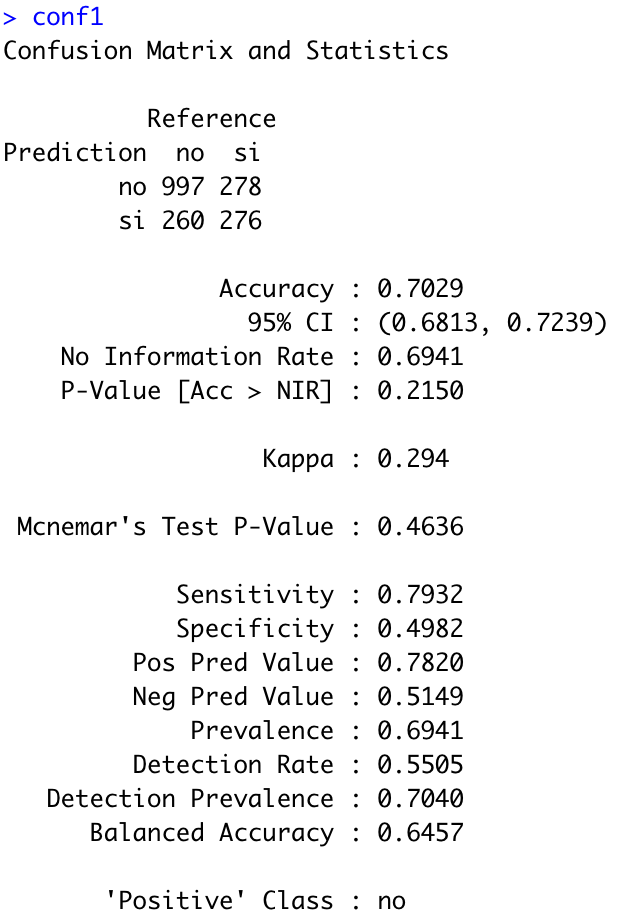 > conf1
Confusion Matrix and Statistics
Reference
Prediction no si
no 997 278
si 260 276
Accuracy : 0.7029
95% CI : (0.6813, 0.7239)
No Information Rate : 0.6941
P-Value [Acc > NIR] : 0.2150
Kappa : 0.294
Mcnemar's Test P-Value : 0.4636
Sensitivity : 0.7932
Specificity : 0.4982
Pos Pred Value : 0.7820
Neg Pred Value : 0.5149
Prevalence : 0.6941
Detection Rate : 0.5505
Detection Prevalence : 0.7040
Balanced Accuracy : 0.6457
'Positive' Class : no